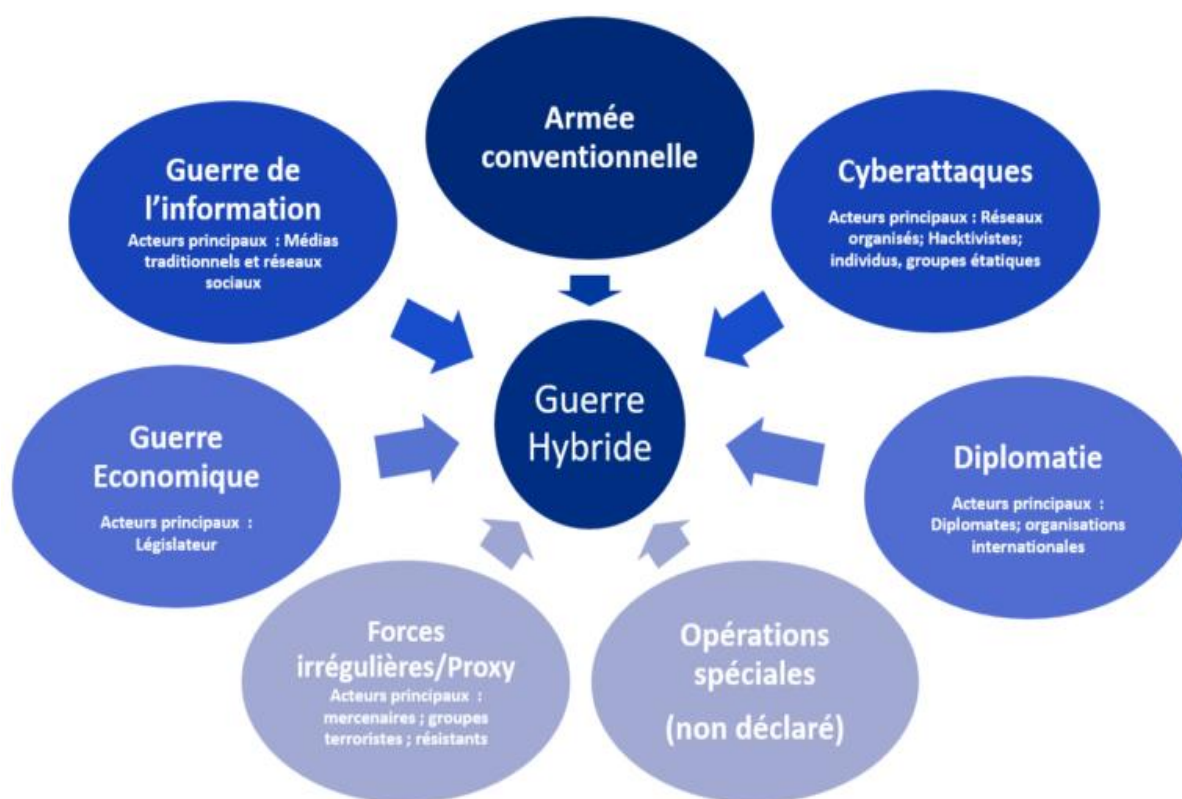 Armée
conventionnelle
Guerre de
l'information
Acteurs principaux : Médias
traditionnels et réseaux
sociaux
Cyberattaques
Acteurs principaux : Réseaux
organisés; Hacktivistes;
individus, groupes étatiques
Guerre
Hybride
Guerre
Economique
Acteurs principaux :
Législateur
Diplomatie
Acteurs principaux :
Diplomates; organisations
internationales
Forces
irrégulières/Proxy
Acteurs principaux :
mercenaires ; groupes
terroristes ; résistants
Opérations
spéciales
(non déclaré)